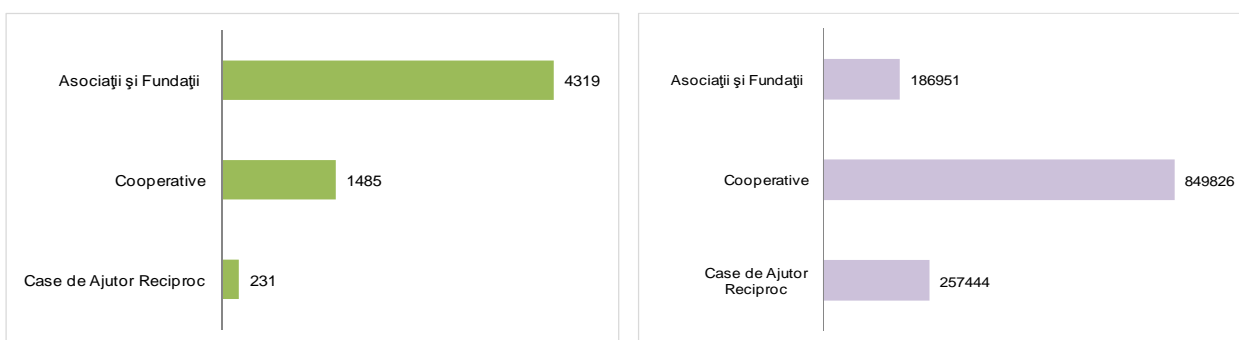 Asociaţii şi Fundaţii
4319
Cooperative
1485
Case de Ajutor Reciproc
231
Asociaţii şi Fundaţii
186951
Cooperative
849826
Case de Ajutor
Reciproc
257444